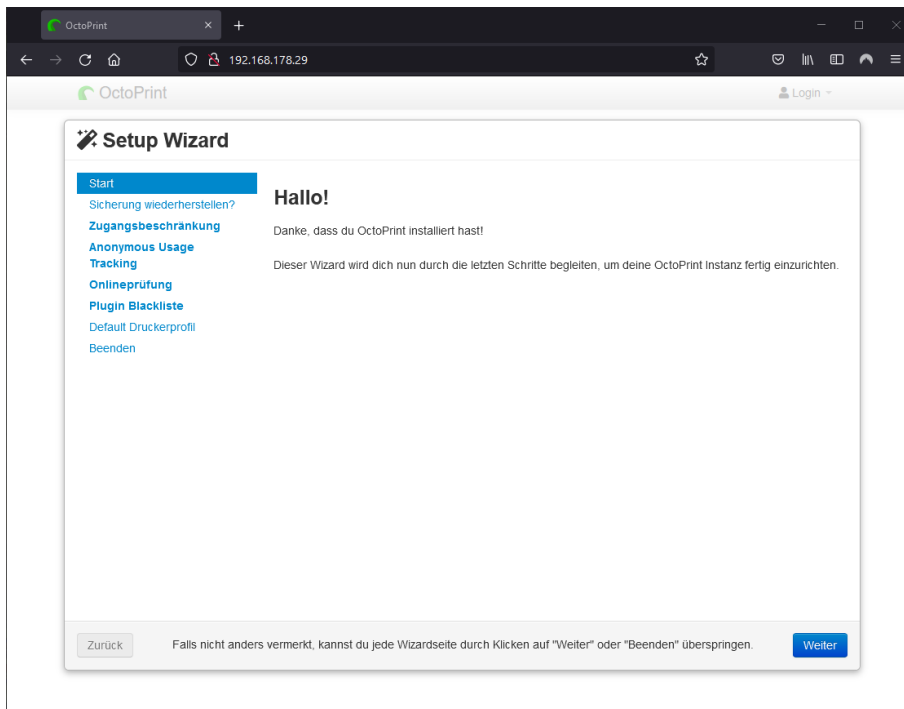 OctoPrint
192.168.178.29
OctoPrint
Login
Setup Wizard
Start
Sicherung wiederherstellen?
Zugangsbeschränkung
Anonymous Usage
Tracking
Onlineprüfung
Plugin Blackliste
Default Druckerprofil
Beenden
Hallo!
Danke, dass du OctoPrint installiert hast!
Dieser Wizard wird dich nun durch die letzten Schritte begleiten, um deine OctoPrint Instanz fertig einzurichten.
Zurück
Falls nicht anders vermerkt, kannst du jede Wizardseite durch Klicken auf "Weiter" oder "Beenden" überspringen.
Weiter